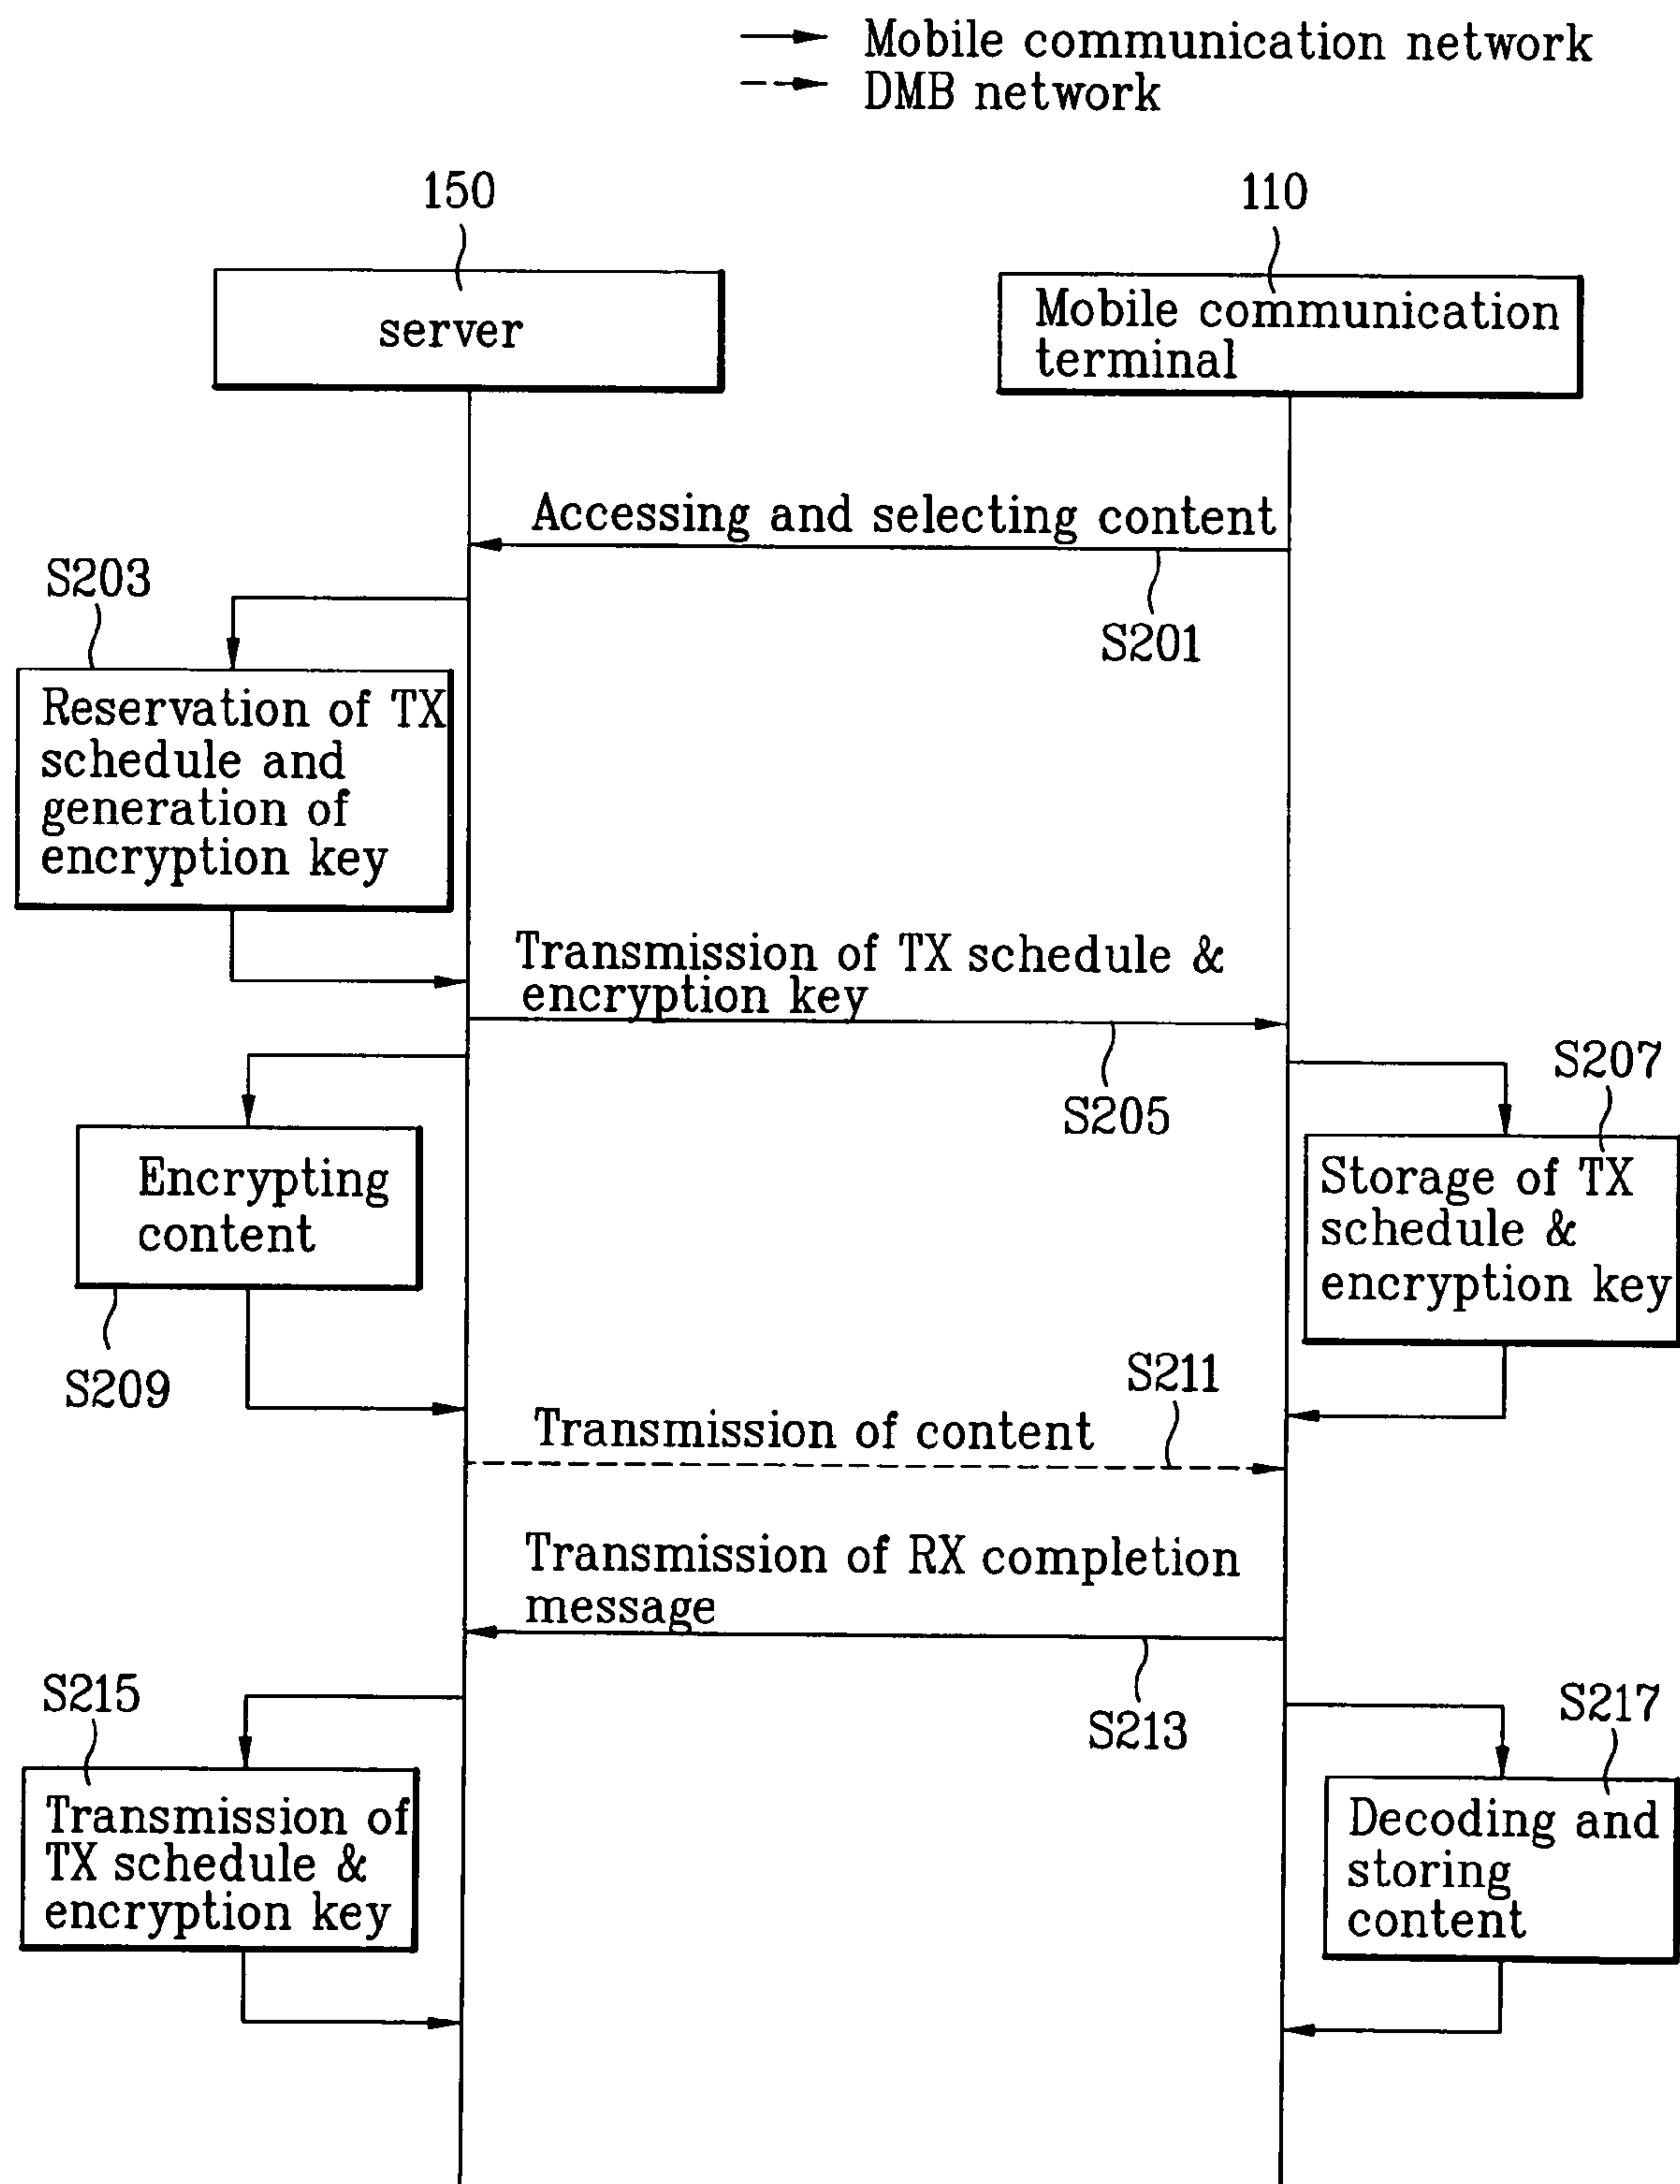 Mobile communication network
DMB network
150
110
server
Mobile communication
terminal
Accessing and selecting content
S201
S203
Reservation of TX
schedule and
generation of
encryption key
Transmission of TX schedule &
encryption key
S205
S207
Encrypting
content
Storage of TX
schedule &
encryption key
S209
S211
Transmission of content
Transmission of RX completion
message
S213
S215
S217
Transmission of
TX schedule &
encryption key
Decoding and
storing
content